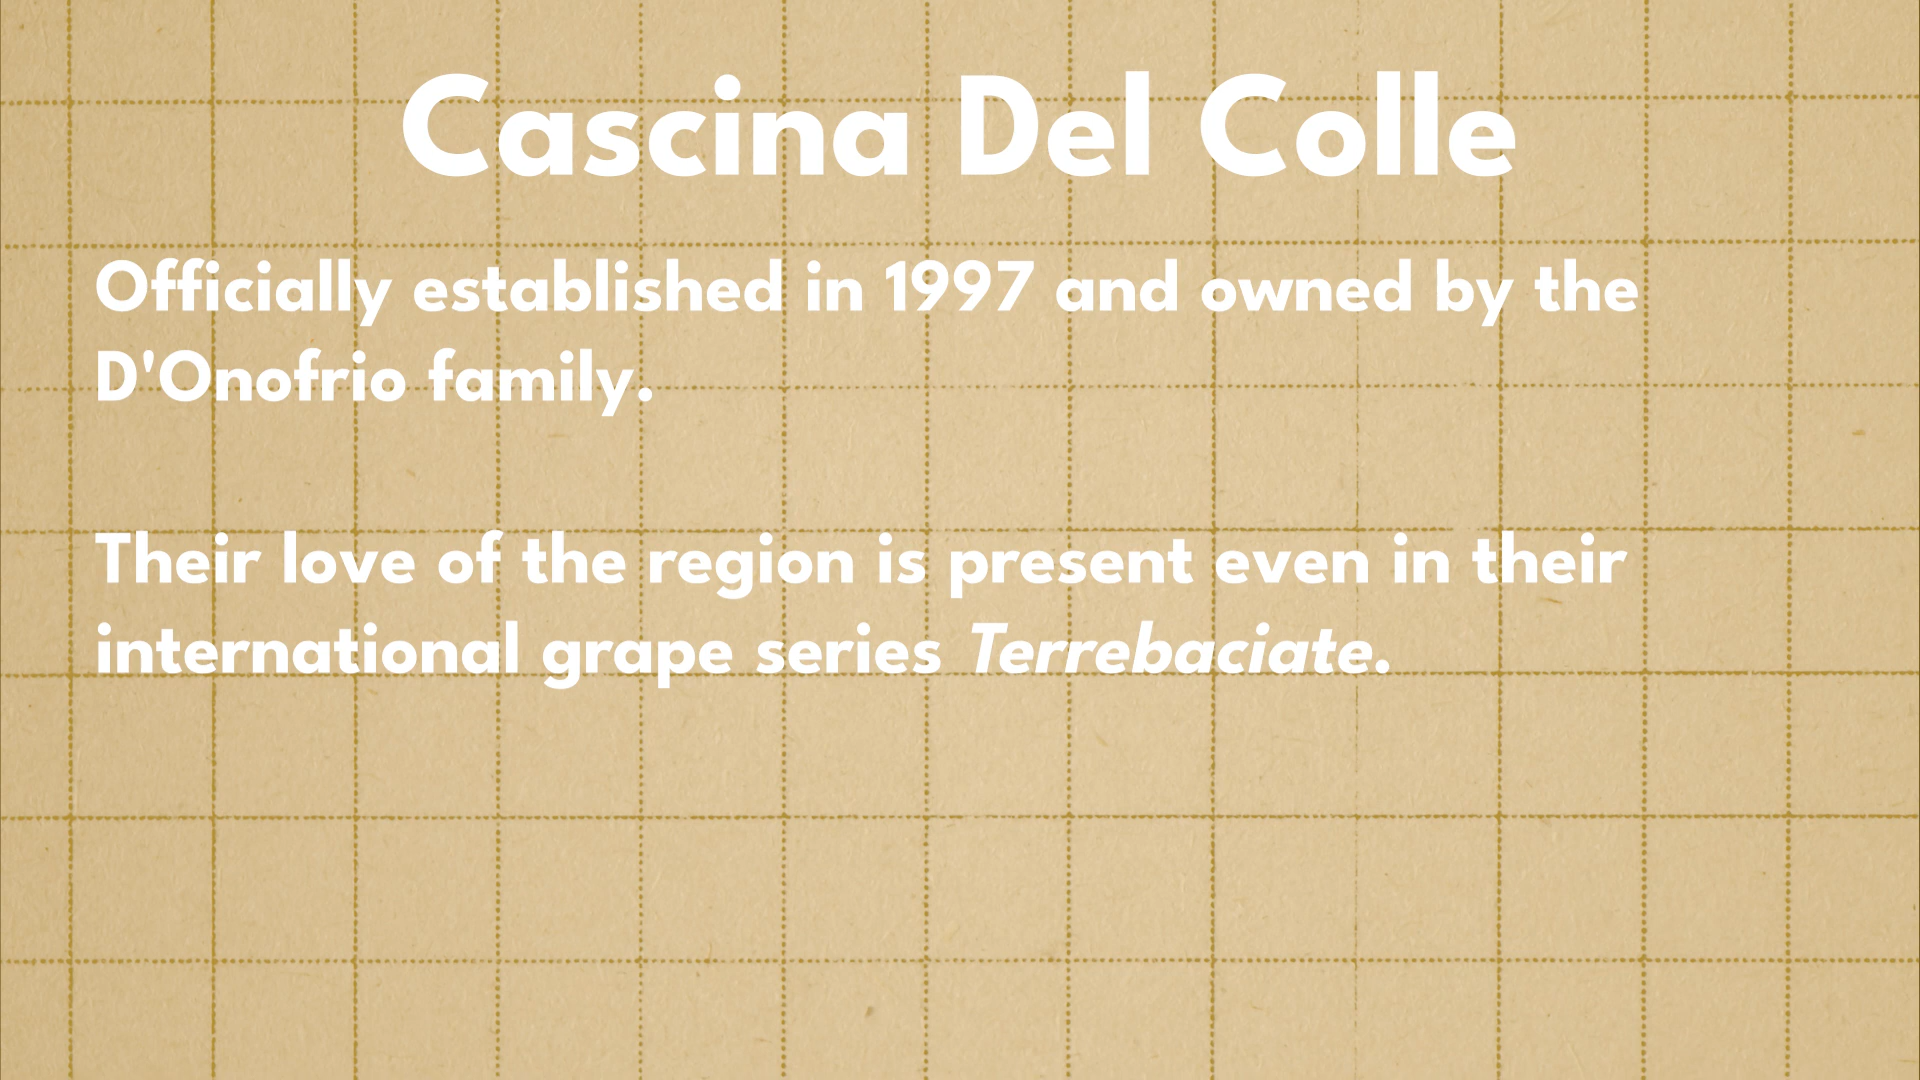 Cascina Del Colle
Officially established in 1997 and owned by the
D'Onofrio family.
Their love of the region is present even in their
international grape series Terrebaciate.